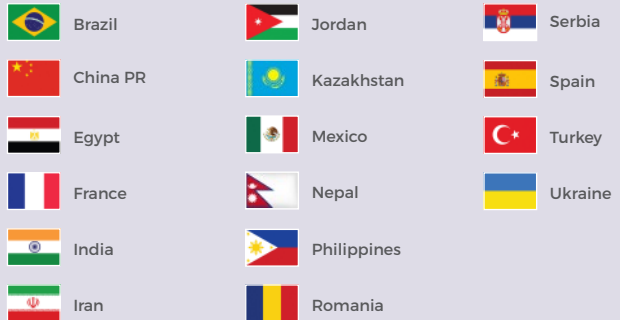 Brazil
China PR
Egypt
France
India
Iran
Jordan
Kazakhstan
Mexico
Nepal
Philippines
Romania
Serbia
Spain
Turkey
Ukraine